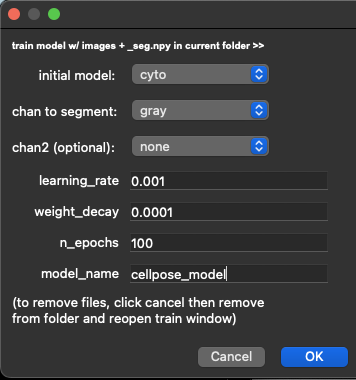 train model w/ images + _seg.npy in current folder >>
initial model: cyto
chan to segment: gray
chan2 (optional): none
learning_rate 0.001
weight_decay 0.0001
n_epochs 100
model_name cellpose_model
(to remove files, click cancel then remove
from folder and reopen train window)
Cancel OK